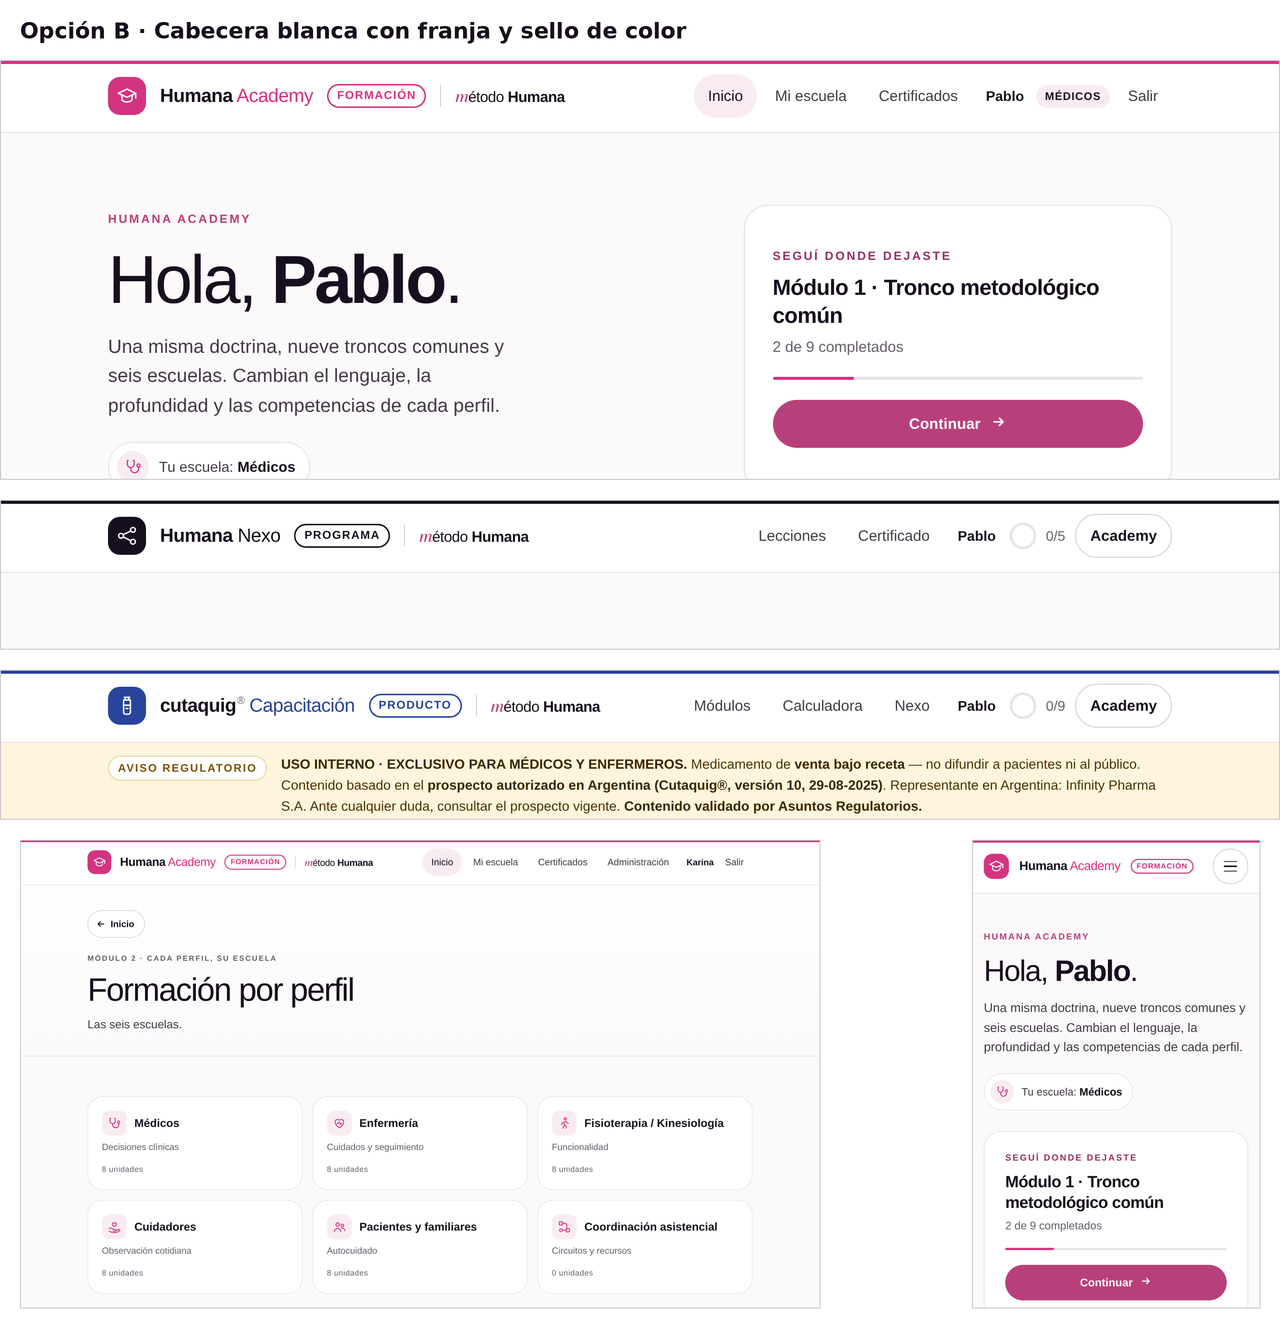 Opción B · Cabecera blanca con franja y sello de color
Humana Academy FORMACIÓN método Humana Inicio Mi escuela Certificados Pablo MÉDICOS Salir
HUMANA ACADEMY
Hola, Pablo.
Una misma doctrina, nueve troncos comunes y
seis escuelas. Cambian el lenguaje, la
profundidad y las competencias de cada perfil.
Tu escuela: Médicos
SEGUÍ DONDE DEJASTE
Módulo 1 · Tronco metodológico
común
2 de 9 completados
Continuar →
Humana Nexo PROGRAMA método Humana Lecciones Certificado Pablo 0/5 Academy
cutaquig® Capacitación PRODUCTO método Humana Módulos Calculadora Nexo Pablo 0/9 Academy
AVISO REGULATORIO USO INTERNO · EXCLUSIVO PARA MÉDICOS Y ENFERMEROS. Medicamento de venta bajo receta — no difundir a pacientes ni al público.
Contenido basado en el prospecto autorizado en Argentina (Cutaquig®, versión 10, 29-08-2025). Representante en Argentina: Infinity Pharma
S.A. Ante cualquier duda, consultar el prospecto vigente. Contenido validado por Asuntos Regulatorios.
Humana Academy FORMACIÓN método Humana Inicio Mi escuela Certificados Administración Karina Salir
← Inicio
MÓDULO 2 · CADA PERFIL, SU ESCUELA
Formación por perfil
Las seis escuelas.
Médicos
Decisiones clínicas
8 unidades
Enfermería
Cuidados y seguimiento
8 unidades
Fisioterapia / Kinesiología
Funcionalidad
8 unidades
Cuidadores
Observación cotidiana
8 unidades
Pacientes y familiares
Autocuidado
8 unidades
Coordinación asistencial
Circuitos y recursos
0 unidades
Humana Academy FORMACIÓN
HUMANA ACADEMY
Hola, Pablo.
Una misma doctrina, nueve troncos comunes y
seis escuelas. Cambian el lenguaje, la
profundidad y las competencias de cada perfil.
Tu escuela: Médicos
SEGUÍ DONDE DEJASTE
Módulo 1 · Tronco
metodológico común
2 de 9 completados
Continuar →